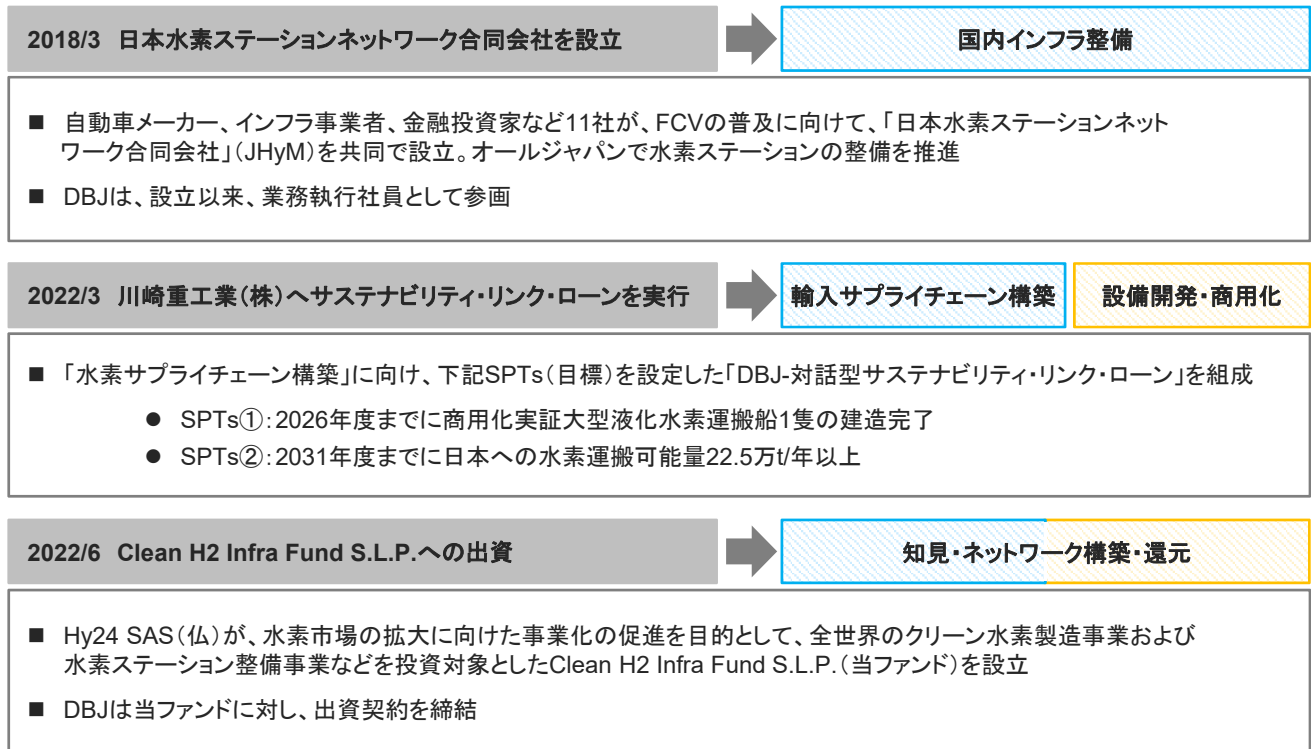 2018/3 日本水素ステーションネットワーク合同会社を設立
国内インフラ整備
■ 自動車メーカー、インフラ事業者、金融投資家など11社が、FCVの普及に向けて、「日本水素ステーションネット
ワーク合同会社」(JHyM)を共同で設立。オールジャパンで水素ステーションの整備を推進
■ DBJは、設立以来、業務執行社員として参画
2022/3 川崎重工業(株)へサステナビリティ・リンク・ローンを実行
輸入サプライチェーン構築
設備開発・商用化
■ 「水素サプライチェーン構築」に向け、下記SPTs(目標)を設定した「DBJ-対話型サステナビリティ・リンク・ローン」を組成
● SPTs①:2026年度までに商用化実証大型液化水素運搬船1隻の建造完了
● SPTs②:2031年度までに日本への水素運搬可能量22.5万t/年以上
2022/6 Clean H2 Infra Fund S.L.P.への出資
知見・ネットワーク構築・還元
■ Hy24 SAS(仏)が、水素市場の拡大に向けた事業化の促進を目的として、全世界のクリーン水素製造事業および
水素ステーション整備事業などを投資対象としたClean H2 Infra Fund S.L.P.(当ファンド)を設立
■ DBJは当ファンドに対し、出資契約を締結